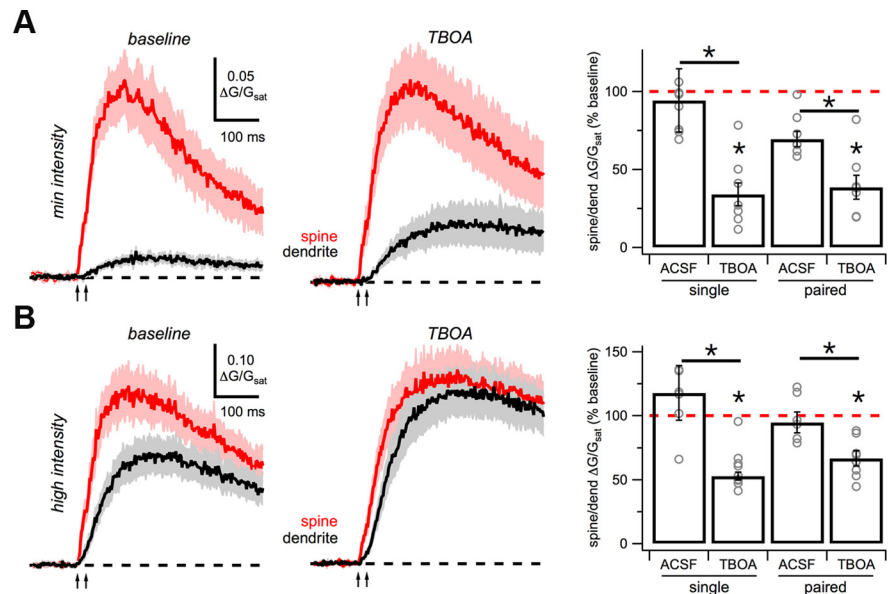 A
baseline
TBOA
0.05
ΔG/Gsat
100 ms
min intensity
spine
dendrite
spine/dend ΔG/Gsat (% baseline)
100
50
0
*
*
*
*
ACSF
TBOA
ACSF
TBOA
single
paired
B
baseline
TBOA
0.10
ΔG/Gsat
100 ms
high intensity
spine
dendrite
spine/dend ΔG/Gsat (% baseline)
150
100
50
0
*
*
*
*
ACSF
TBOA
ACSF
TBOA
single
paired